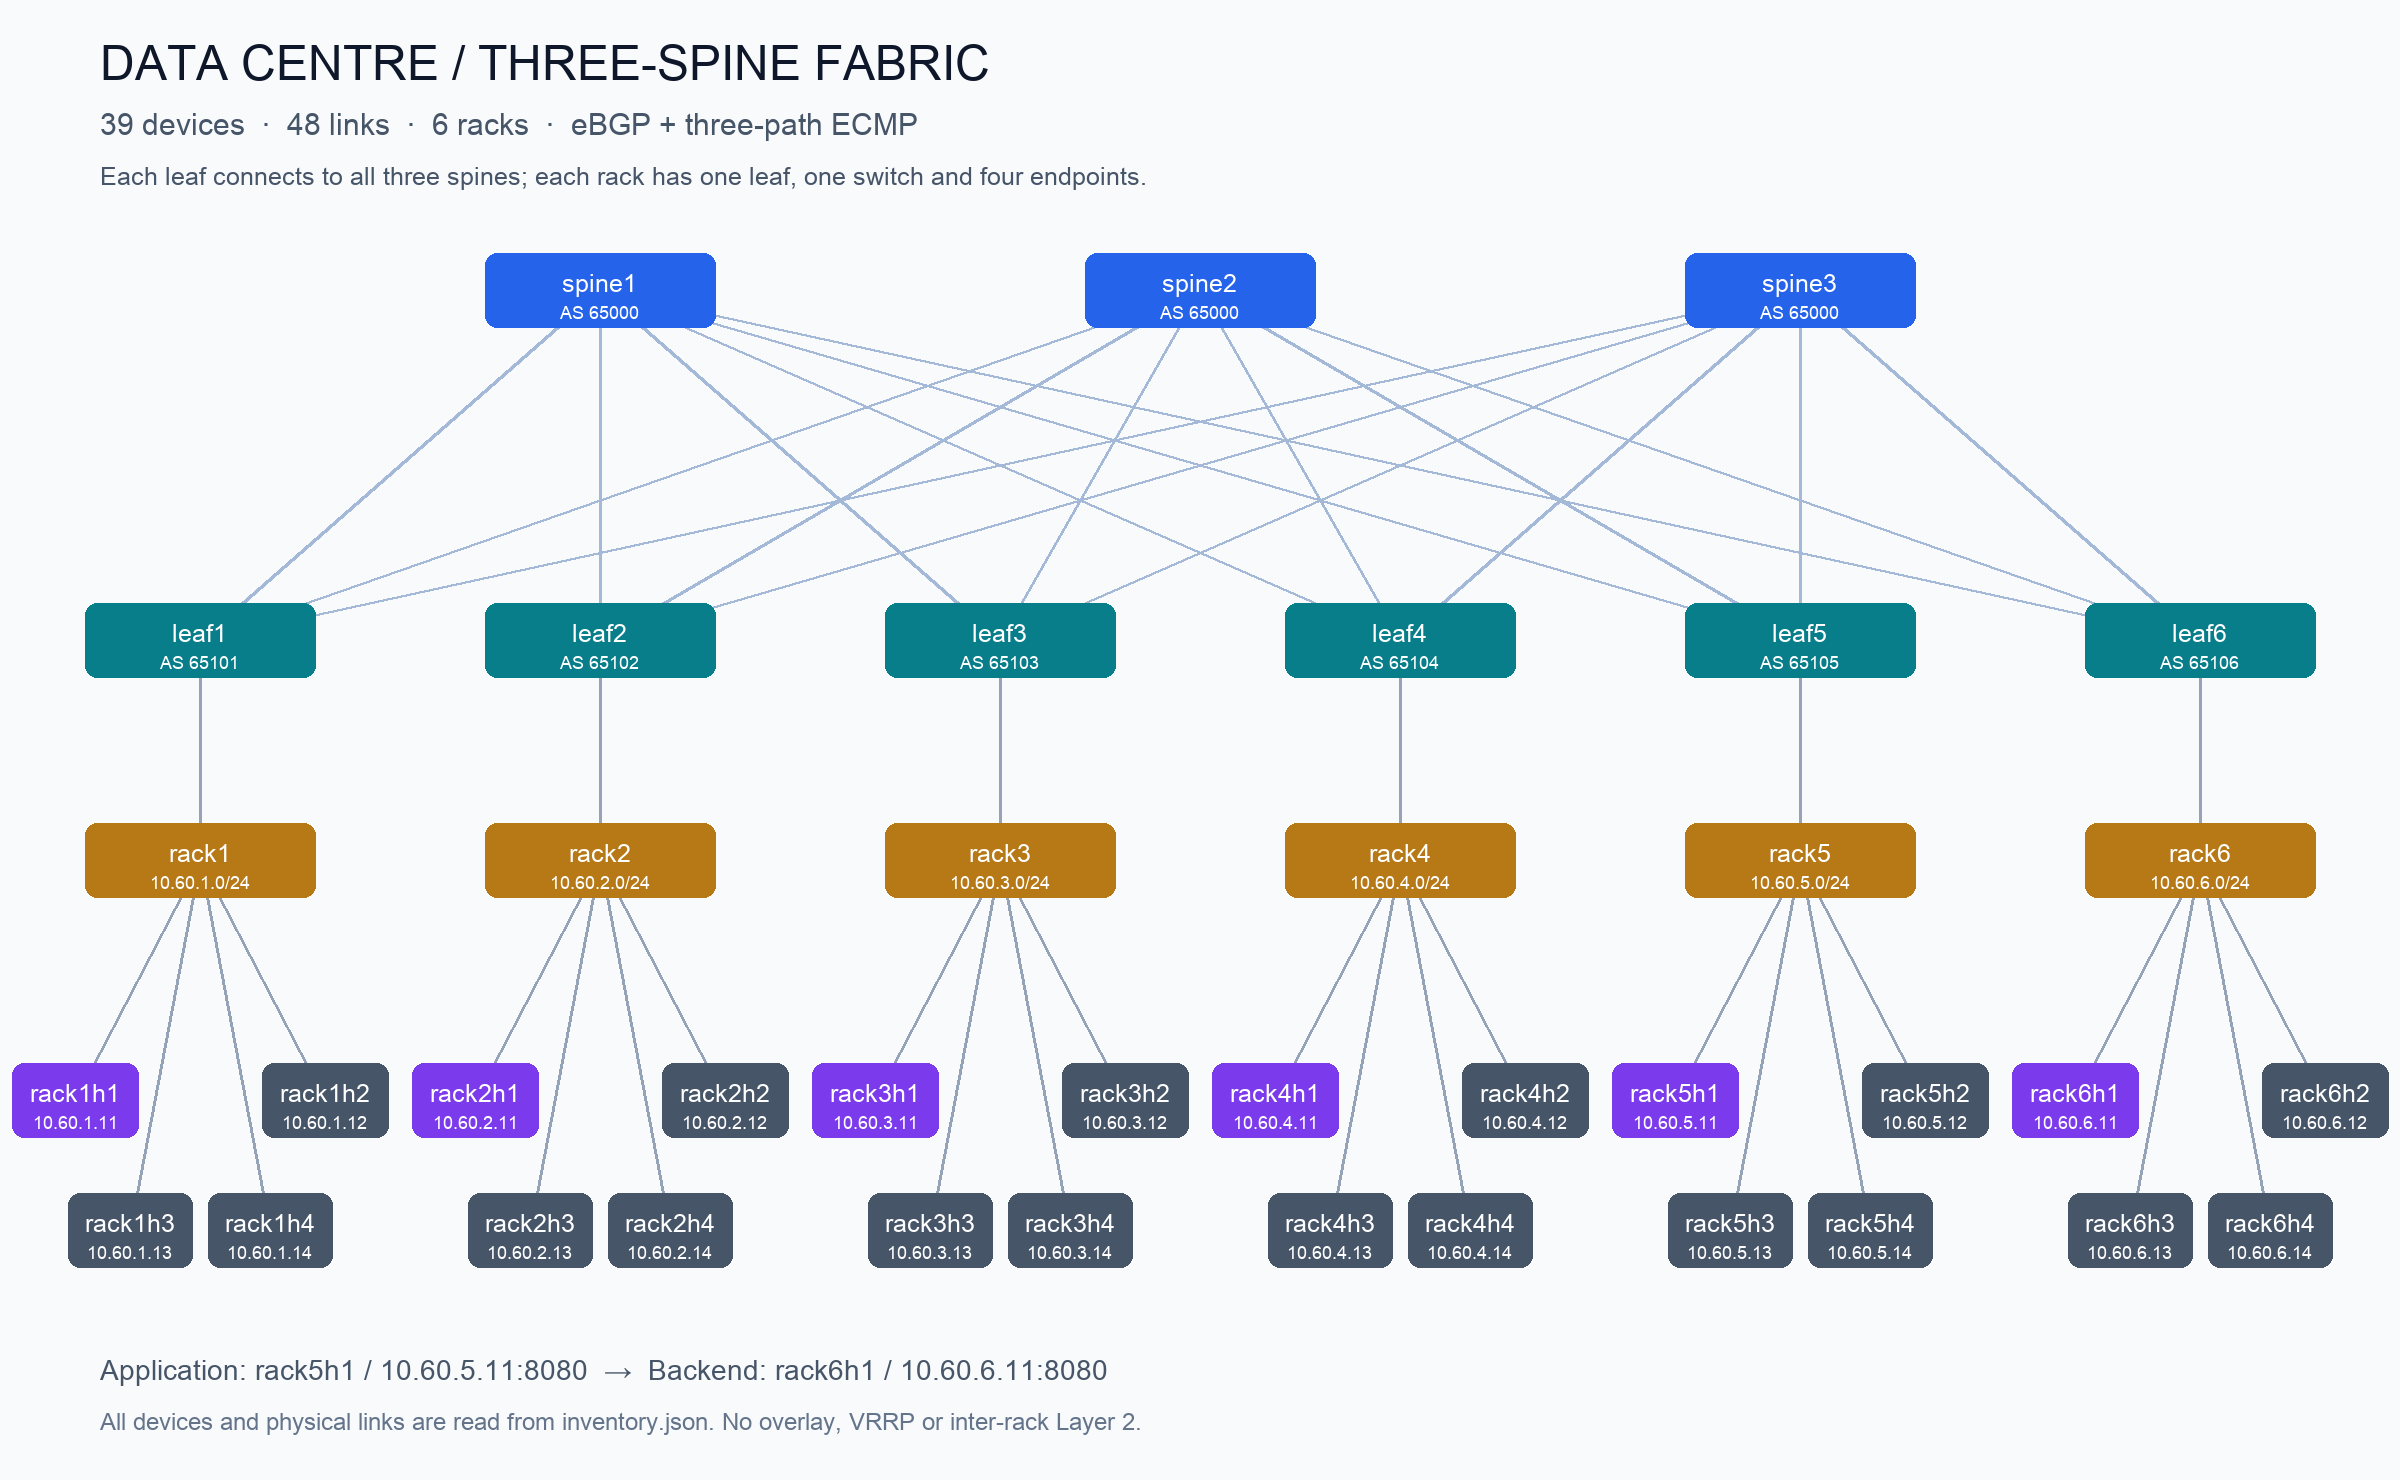 DATA CENTRE / THREE-SPINE FABRIC
39 devices · 48 links · 6 racks · eBGP + three-path ECMP
Each leaf connects to all three spines; each rack has one leaf, one switch and four endpoints.
spine1
AS 65000
spine2
AS 65000
spine3
AS 65000
leaf1
AS 65101
leaf2
AS 65102
leaf3
AS 65103
leaf4
AS 65104
leaf5
AS 65105
leaf6
AS 65106
rack1
10.60.1.0/24
rack2
10.60.2.0/24
rack3
10.60.3.0/24
rack4
10.60.4.0/24
rack5
10.60.5.0/24
rack6
10.60.6.0/24
rack1h1
10.60.1.11
rack1h2
10.60.1.12
rack2h1
10.60.2.11
rack2h2
10.60.2.12
rack3h1
10.60.3.11
rack3h2
10.60.3.12
rack4h1
10.60.4.11
rack4h2
10.60.4.12
rack5h1
10.60.5.11
rack5h2
10.60.5.12
rack6h1
10.60.6.11
rack6h2
10.60.6.12
rack1h3
10.60.1.13
rack1h4
10.60.1.14
rack2h3
10.60.2.13
rack2h4
10.60.2.14
rack3h3
10.60.3.13
rack3h4
10.60.3.14
rack4h3
10.60.4.13
rack4h4
10.60.4.14
rack5h3
10.60.5.13
rack5h4
10.60.5.14
rack6h3
10.60.6.13
rack6h4
10.60.6.14
Application: rack5h1 / 10.60.5.11:8080 → Backend: rack6h1 / 10.60.6.11:8080
All devices and physical links are read from inventory.json. No overlay, VRRP or inter-rack Layer 2.